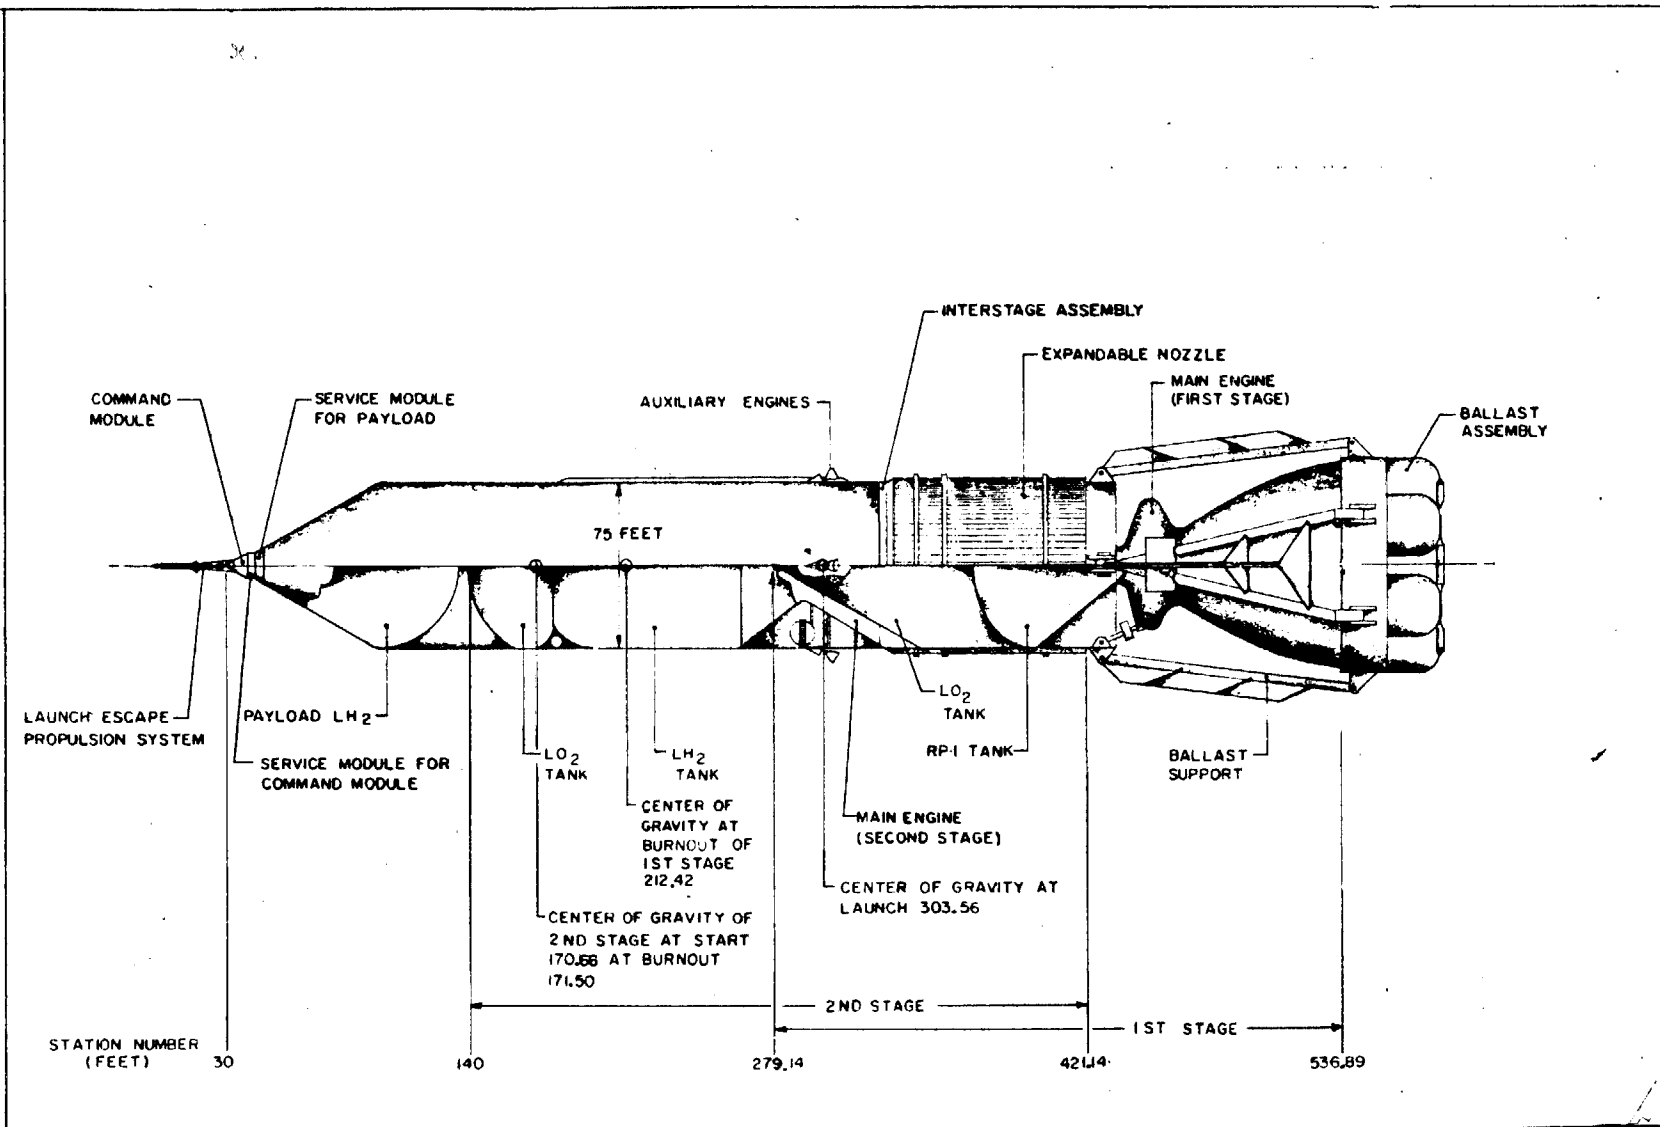 INTERSTAGE ASSEMBLY
EXPANDABLE NOZZLE
MAIN ENGINE
(FIRST STAGE)
COMMAND
MODULE
SERVICE MODULE
FOR PAYLOAD
AUXILIARY ENGINES
BALLAST
ASSEMBLY
75 FEET
LAUNCH ESCAPE
PROPULSION SYSTEM
PAYLOAD LH2
SERVICE MODULE FOR
COMMAND MODULE
LO2
TANK
LH2
TANK
LO2
TANK
RP-1 TANK
BALLAST
SUPPORT
CENTER OF
GRAVITY AT
BURNOUT OF
1ST STAGE
212.42
MAIN ENGINE
(SECOND STAGE)
CENTER OF GRAVITY AT
LAUNCH 303.56
CENTER OF GRAVITY OF
2ND STAGE AT START
170.66 AT BURNOUT
171.50
2ND STAGE
1ST STAGE
STATION NUMBER
(FEET)
30
140
279.14
421.14
536.89